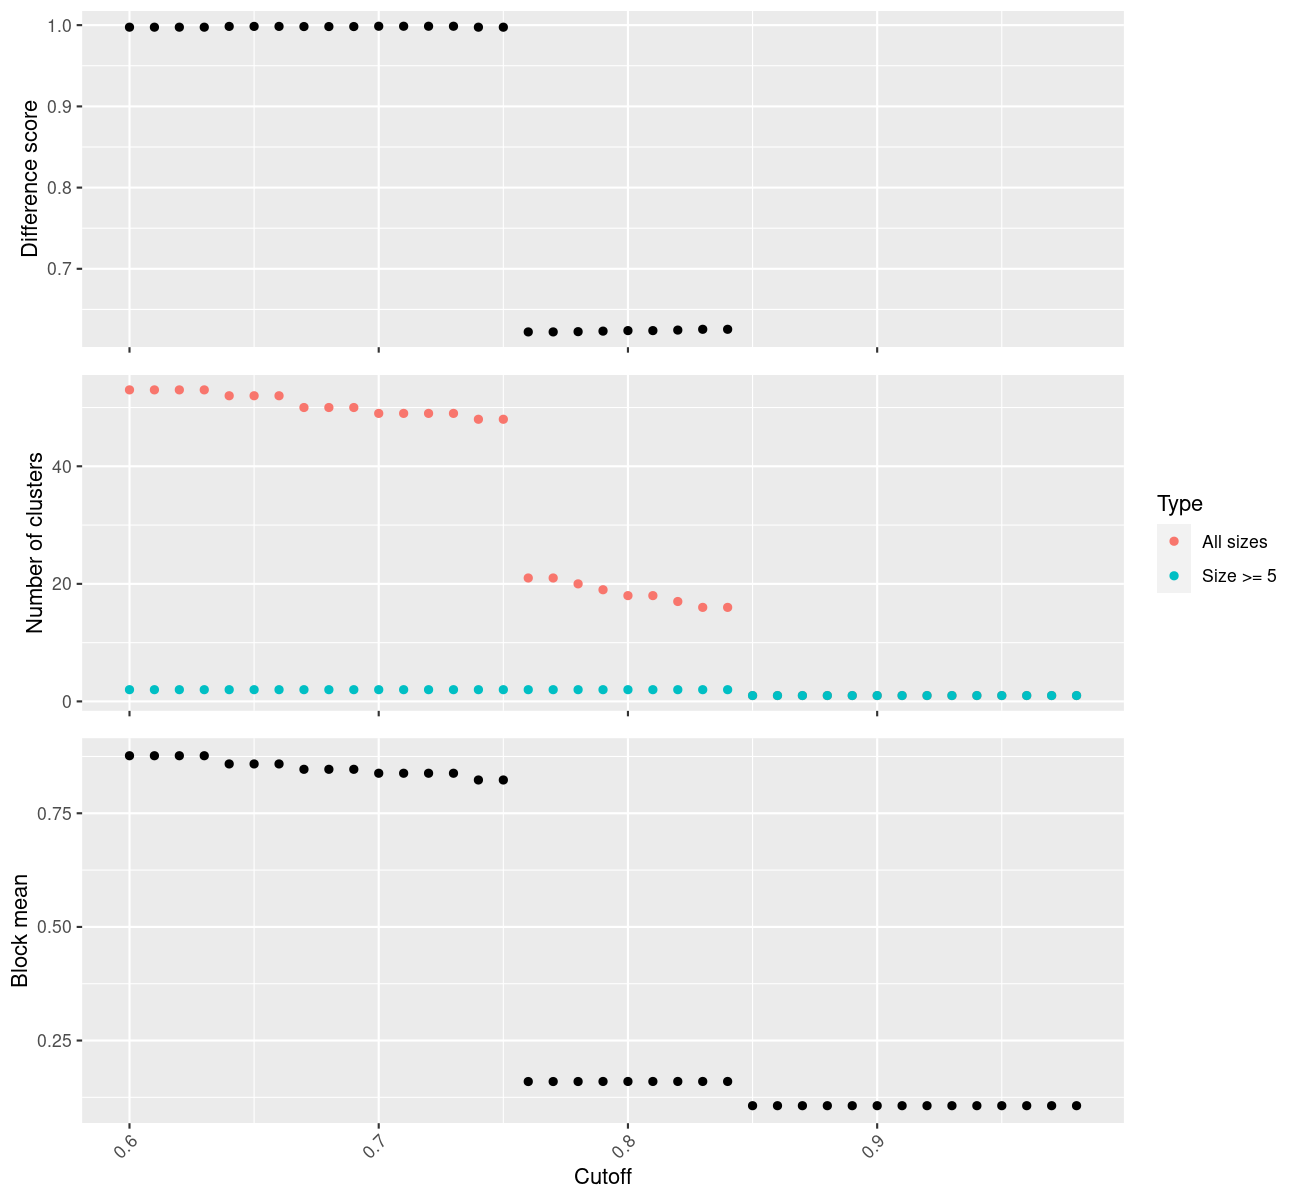 1.0
0.9
0.8
0.7
Difference score
40
20
0
Number of clusters
Type
All sizes
Size >= 5
0.75
0.50
0.25
Block mean
0.6
0.7
0.8
0.9
Cutoff